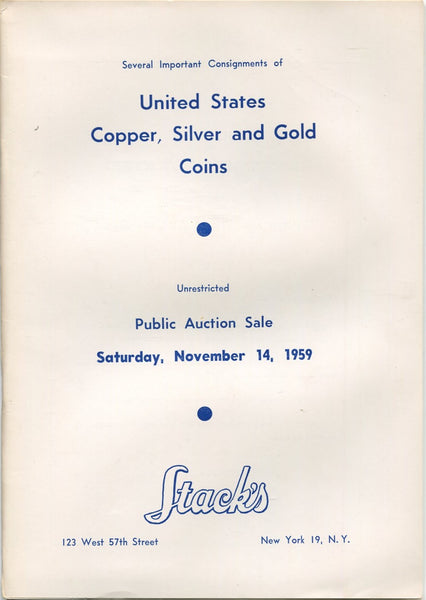 Several Important Consignments of
United States
Copper, Silver and Gold
Coins
Unrestricted
Public Auction Sale
Saturday, November 14, 1959
Stack's
123 West 57th Street New York 19, N. Y.